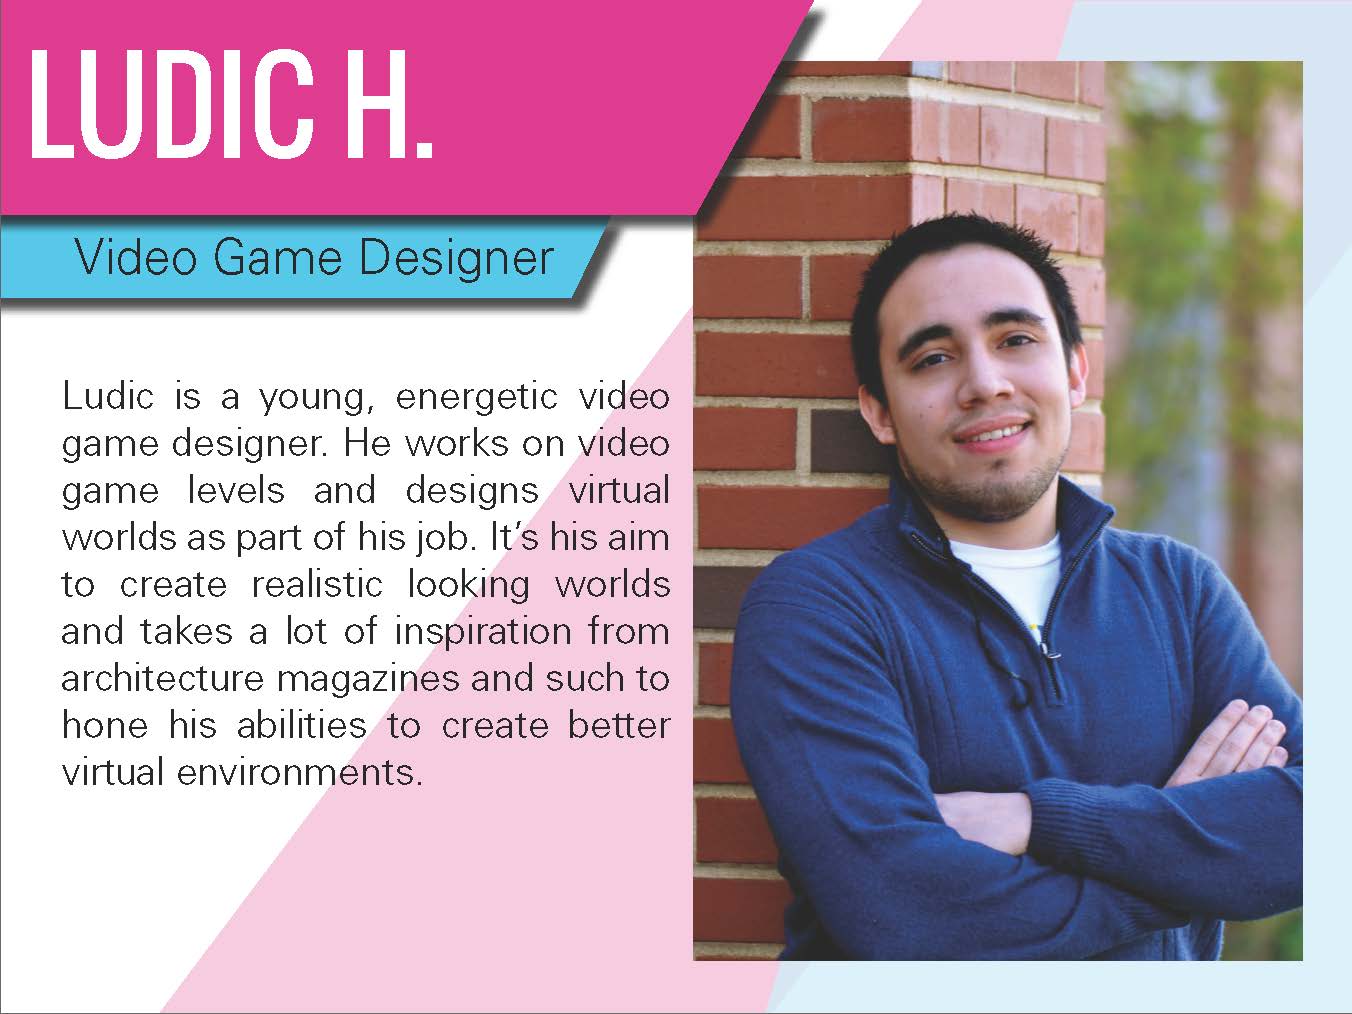 LUDIC H.
Video Game Designer
Ludic is a young, energetic video
game designer. He works on video
game levels and designs virtual
worlds as part of his job. It’s his aim
to create realistic looking worlds
and takes a lot of inspiration from
architecture magazines and such to
hone his abilities to create better
virtual environments.